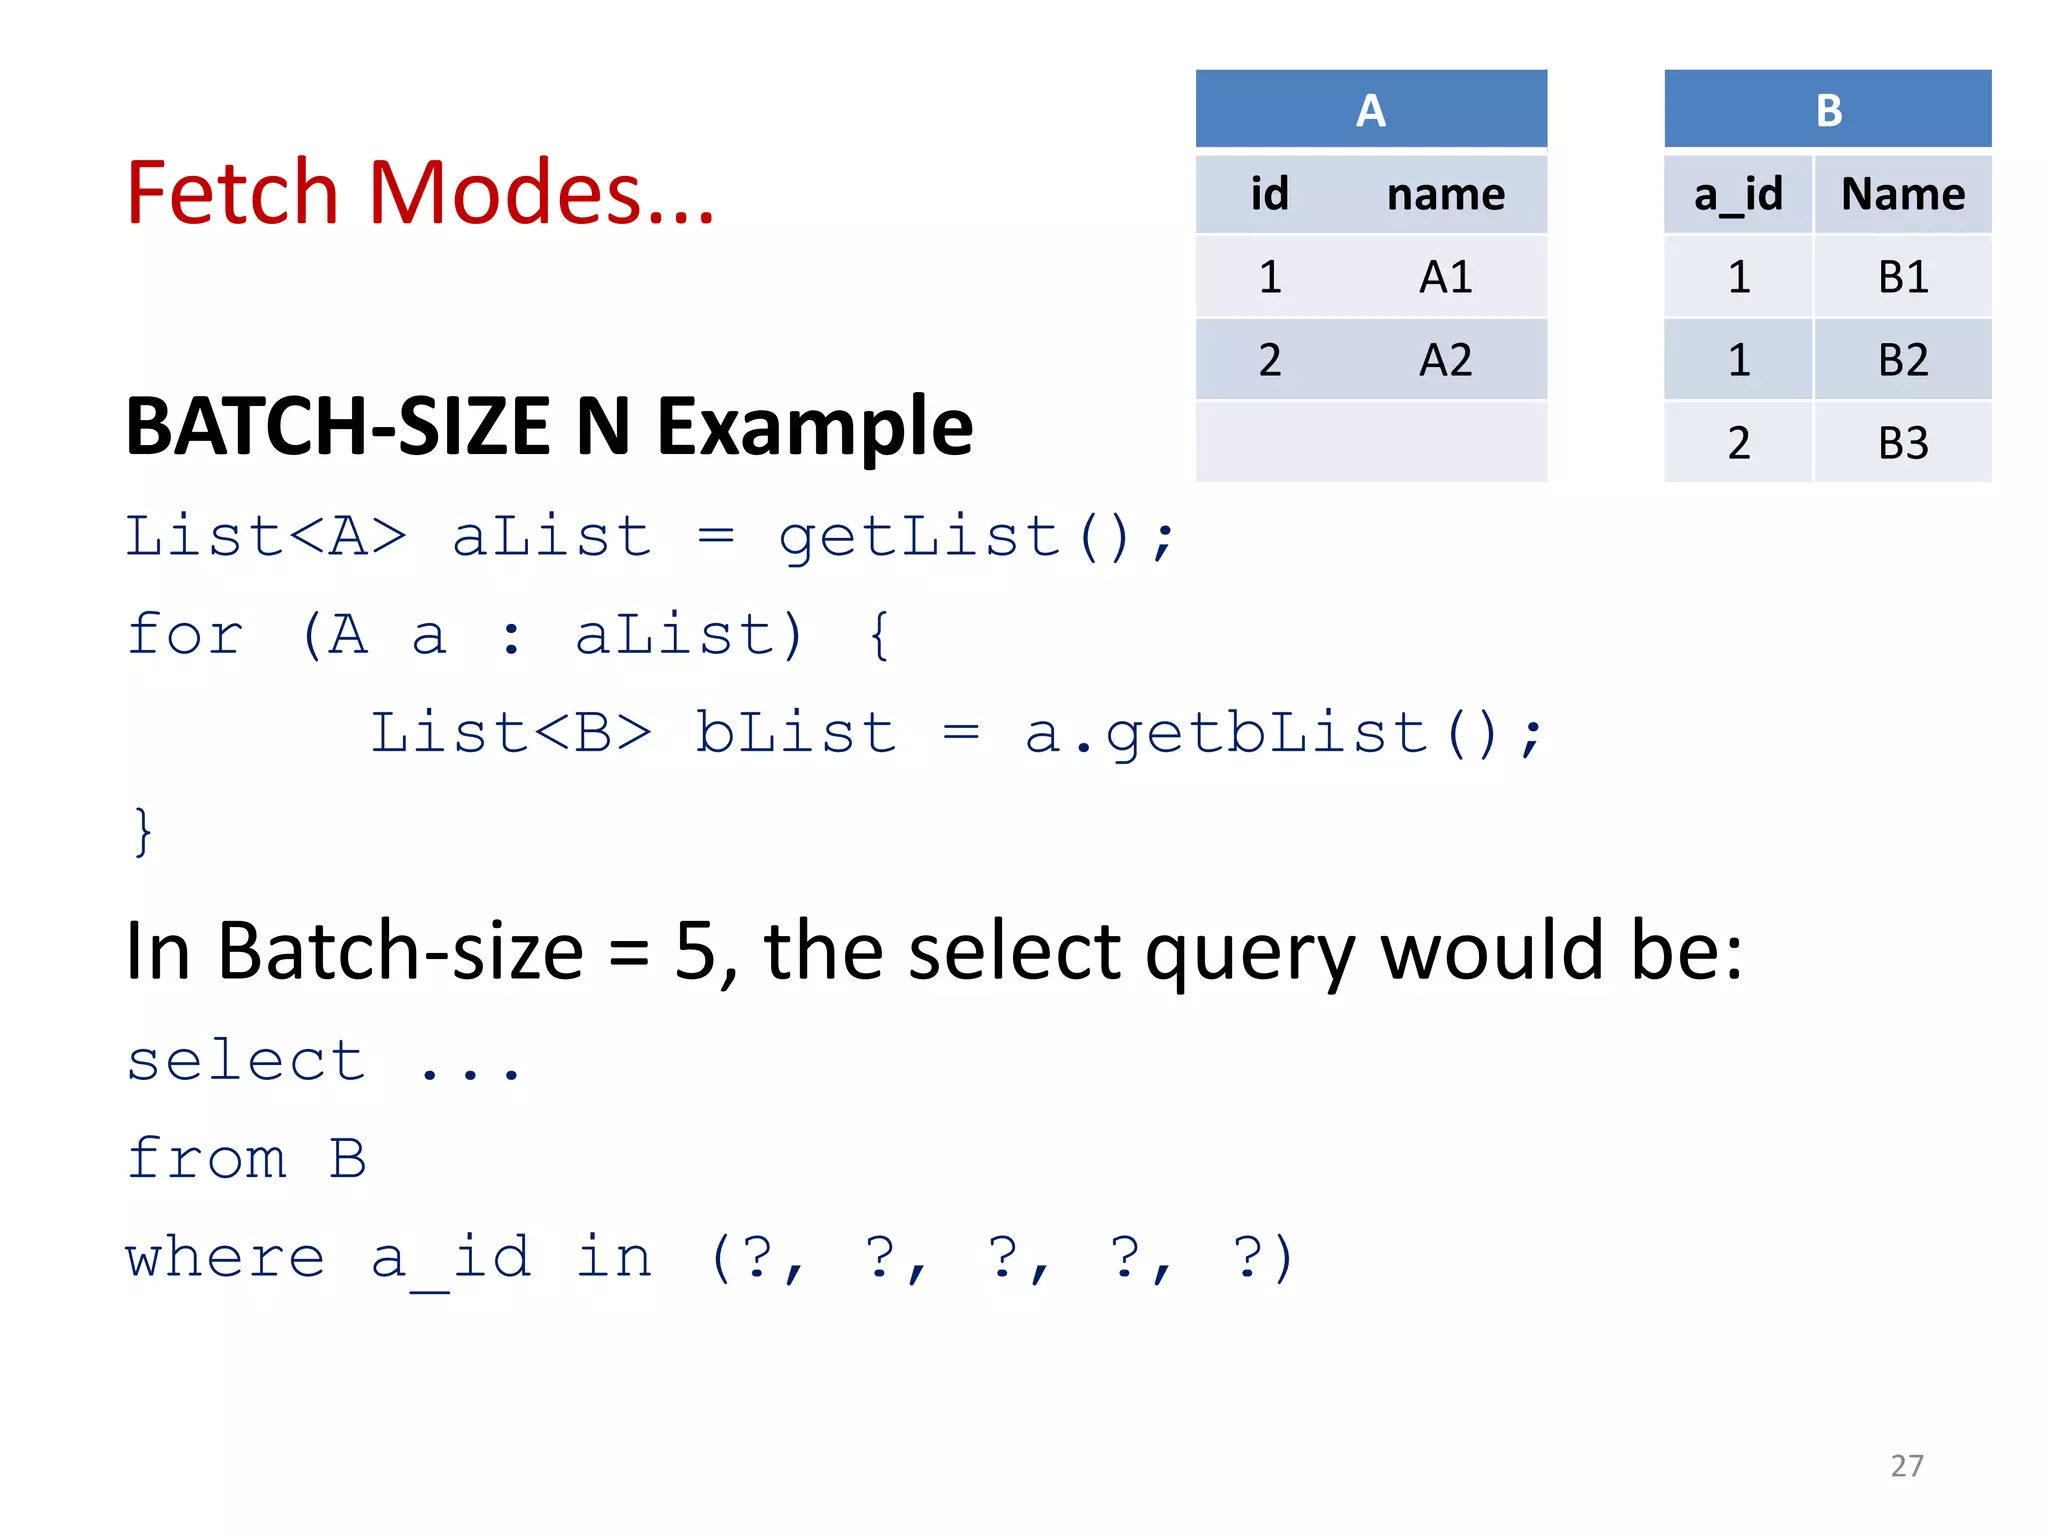 Fetch Modes...
A
id name
1 A1
2 A2
B
a_id Name
1 B1
1 B2
2 B3
BATCH-SIZE N Example
List<A> aList = getList();
for (A a : aList) {
List<B> bList = a.getbList();
}
In Batch-size = 5, the select query would be:
select ...
from B
where a_id in (?, ?, ?, ?, ?)
27